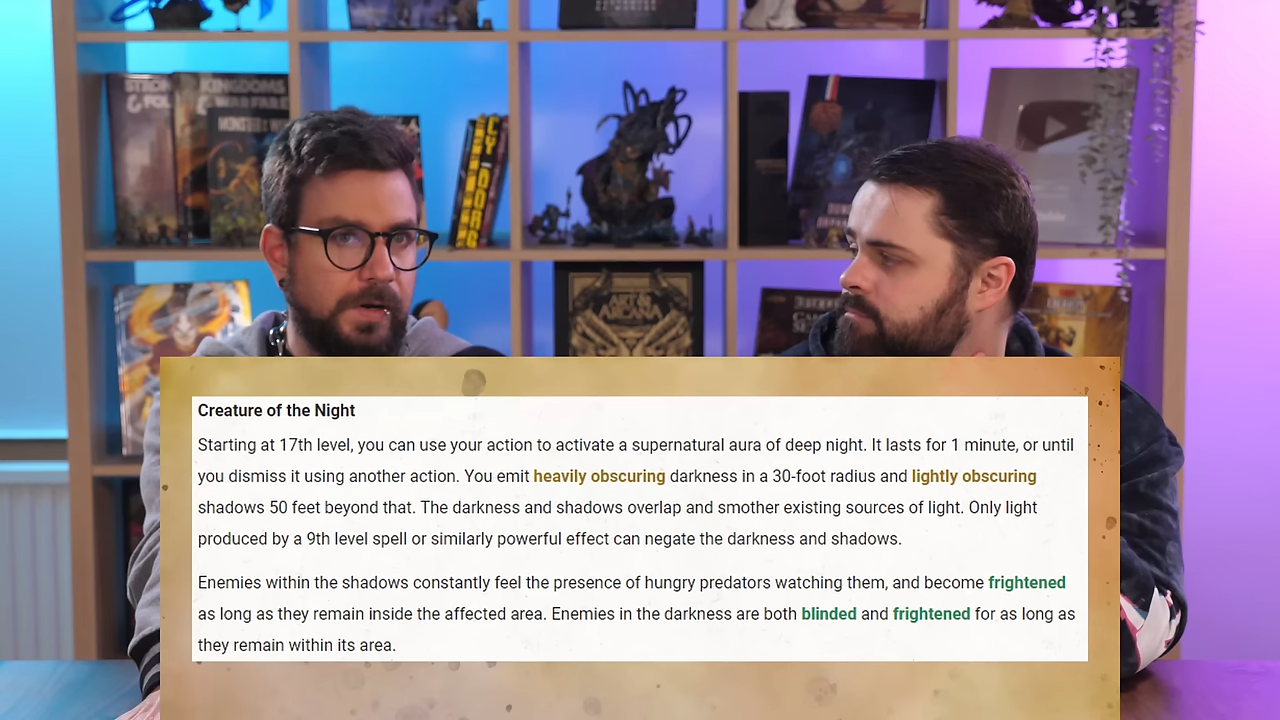 STRO
& FO
KINGDOMS
& WARFARE
MONSTER
CY_BORG
ART &
ARCANA
Creature of the Night
Starting at 17th level, you can use your action to activate a supernatural aura of deep night. It lasts for 1 minute, or until
you dismiss it using another action. You emit heavily obscuring darkness in a 30-foot radius and lightly obscuring
shadows 50 feet beyond that. The darkness and shadows overlap and smother existing sources of light. Only light
produced by a 9th level spell or similarly powerful effect can negate the darkness and shadows.
Enemies within the shadows constantly feel the presence of hungry predators watching them, and become frightened
as long as they remain inside the affected area. Enemies in the darkness are both blinded and frightened for as long as
they remain within its area.